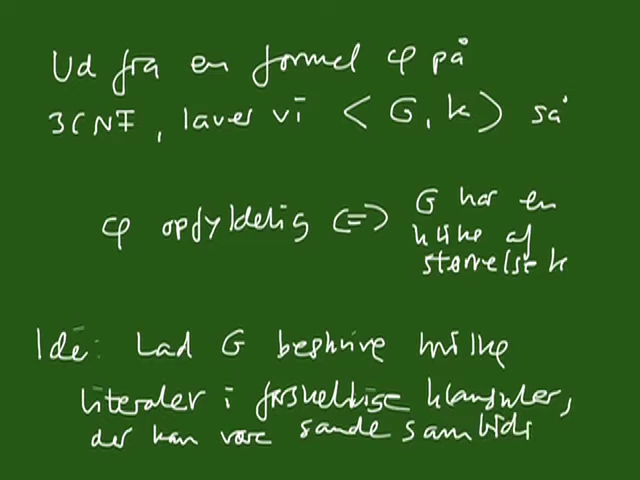 Ud fra en formel φ på
3CNF, laver vi < G, k > så
φ opfyldelig <=> G har en
klike af
størrelse k
Idé: Lad G beskrive hvilke
literaler i forskellige klausuler,
der kan være sande samtidig